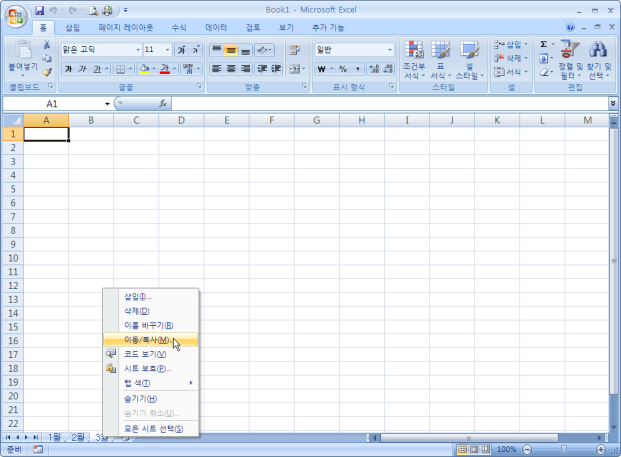 Book1 - Microsoft Excel
홈 삽입 페이지 레이아웃 수식 데이터 검토 보기 추가 기능
붙여넣기
맑은 고딕 11 가 가
가 가 가 가
일반
₩ % ,
조건부 서식 표 서식 셀 스타일
삽입
삭제
서식
Σ
정렬 및 필터 찾기 및 선택
클립보드 글꼴 맞춤 표시 형식 스타일 셀 편집
A1 fx
A B C D E F G H I J K L M
1
2
3
4
5
6
7
8
9
10
11
12
13
14
15
16
17
18
19
20
21
22
삽입(I)...
삭제(D)
이름 바꾸기(R)
이동/복사(M)...
코드 보기(V)
시트 보호(P)...
탭 색(T)
숨기기(H)
숨기기 취소(U)...
모든 시트 선택(S)
1월 2월 3월
준비 100%